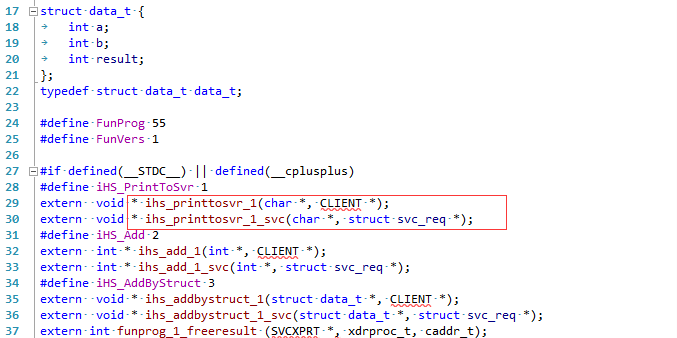 17 struct data_t {
18 int a;
19 int b;
20 int result;
21 };
22 typedef struct data_t data_t;
23
24 #define FunProg 55
25 #define FunVers 1
26
27 #if defined(__STDC__) || defined(__cplusplus)
28 #define iHS_PrintToSvr 1
29 extern  void * ihs_printtosvr_1(char *, CLIENT *);
30 extern  void * ihs_printtosvr_1_svc(char *, struct svc_req *);
31 #define iHS_Add 2
32 extern  int * ihs_add_1(int *, CLIENT *);
33 extern  int * ihs_add_1_svc(int *, struct svc_req *);
34 #define iHS_AddByStruct 3
35 extern  void * ihs_addbystruct_1(struct data_t *, CLIENT *);
36 extern  void * ihs_addbystruct_1_svc(struct data_t *, struct svc_req *);
37 extern int funprog_1_freeresult (SVCXPRT *, xdrproc_t, caddr_t);